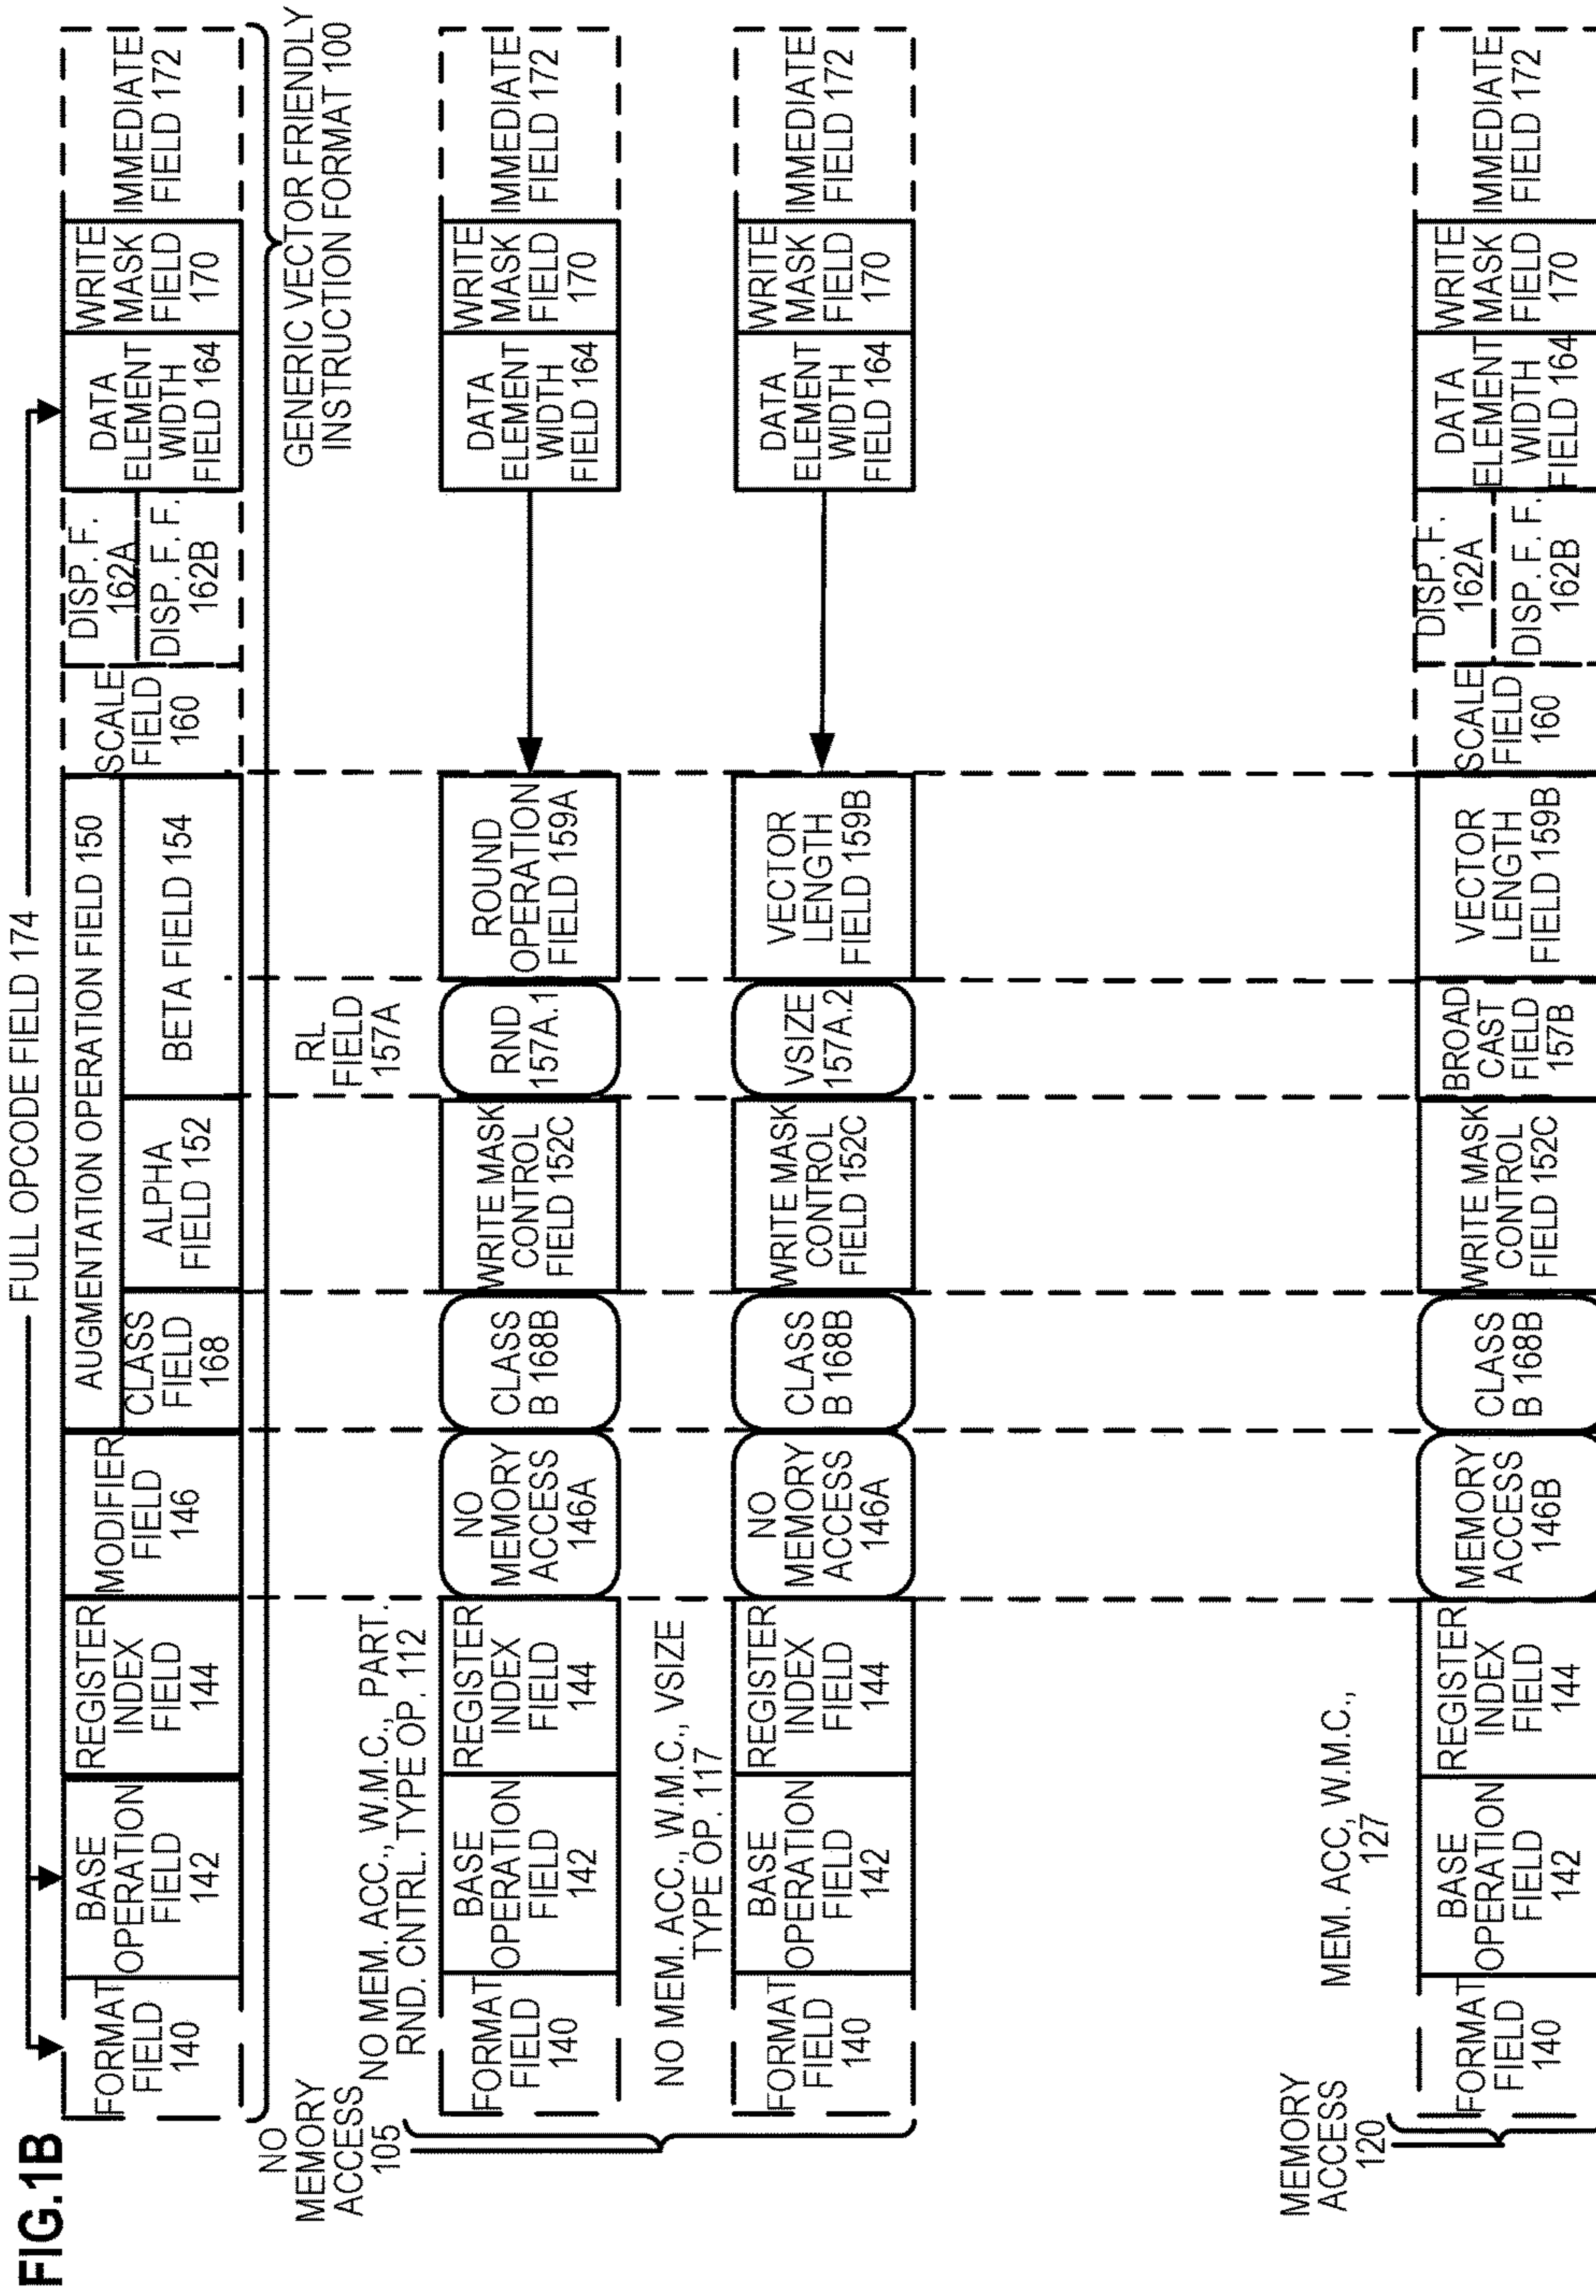 FIG.1B
FULL OPCODE FIELD 174
FORMAT
FIELD
140
BASE
OPERATION
FIELD
142
REGISTER
INDEX
FIELD
144
MODIFIER
FIELD
146
AUGMENTATION OPERATION FIELD 150
CLASS
FIELD
168
ALPHA
FIELD 152
BETA FIELD 154
SCALE
FIELD
160
DISP. F.
162A
DISP. F. F.
162B
DATA
ELEMENT
WIDTH
FIELD 164
WRITE
MASK
FIELD
170
IMMEDIATE
FIELD 172
GENERIC VECTOR FRIENDLY
INSTRUCTION FORMAT 100
NO
MEMORY
ACCESS
105
NO MEM. ACC., W.M.C., PART.
RND. CNTRL. TYPE OP. 112
RL
FIELD
157A
FORMAT
FIELD
140
BASE
OPERATION
FIELD
142
REGISTER
INDEX
FIELD
144
NO
MEMORY
ACCESS
146A
CLASS
B 168B
WRITE MASK
CONTROL
FIELD 152C
RND
157A.1
ROUND
OPERATION
FIELD 159A
DATA
ELEMENT
WIDTH
FIELD 164
WRITE
MASK
FIELD
170
IMMEDIATE
FIELD 172
NO MEM. ACC., W.M.C., VSIZE
TYPE OP. 117
FORMAT
FIELD
140
BASE
OPERATION
FIELD
142
REGISTER
INDEX
FIELD
144
NO
MEMORY
ACCESS
146A
CLASS
B 168B
WRITE MASK
CONTROL
FIELD 152C
VSIZE
157A.2
VECTOR
LENGTH
FIELD 159B
DATA
ELEMENT
WIDTH
FIELD 164
WRITE
MASK
FIELD
170
IMMEDIATE
FIELD 172
MEMORY
ACCESS
120
MEM. ACC, W.M.C.,
127
FORMAT
FIELD
140
BASE
OPERATION
FIELD
142
REGISTER
INDEX
FIELD
144
MEMORY
ACCESS
146B
CLASS
B 168B
WRITE MASK
CONTROL
FIELD 152C
BROAD
CAST
FIELD
157B
VECTOR
LENGTH
FIELD 159B
SCALE
FIELD
160
DISP. F.
162A
DISP. F. F.
162B
DATA
ELEMENT
WIDTH
FIELD 164
WRITE
MASK
FIELD
170
IMMEDIATE
FIELD 172